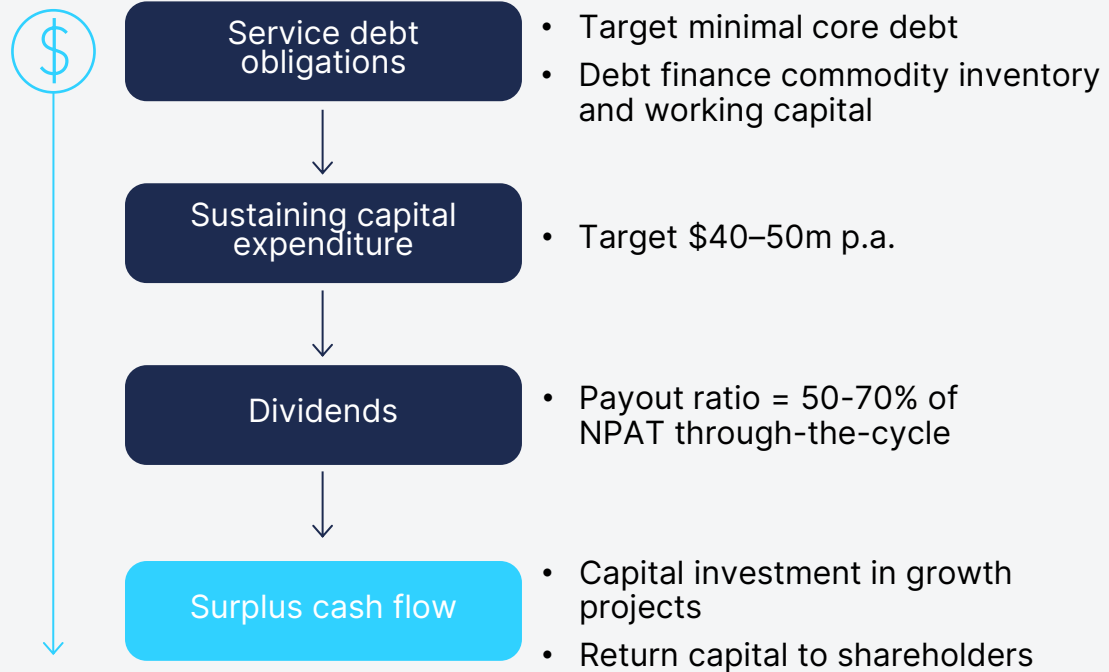 $
Service debt
obligations
• Target minimal core debt
• Debt finance commodity inventory
and working capital
Sustaining capital
expenditure
• Target $40–50m p.a.
Dividends
• Payout ratio = 50-70% of
NPAT through-the-cycle
Surplus cash flow
• Capital investment in growth
projects
• Return capital to shareholders